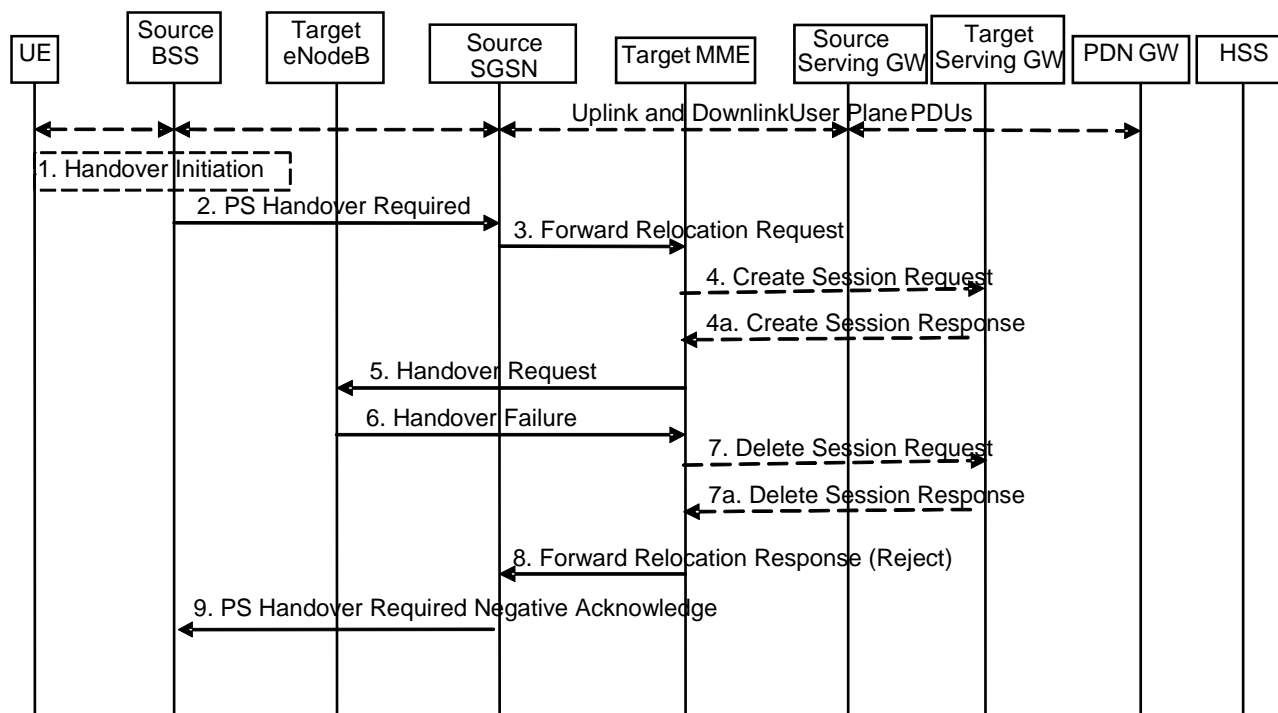 UE
Source
BSS
Target
eNodeB
Source
SGSN
Target MME
Source
Serving GW
Target
Serving GW
PDN GW
HSS
Uplink and DownlinkUser PlanePDUs
1. Handover Initiation
2. PS Handover Required
3. Forward Relocation Request
4. Create Session Request
4a. Create Session Response
5. Handover Request
6. Handover Failure
7. Delete Session Request
7a. Delete Session Response
8. Forward Relocation Response (Reject)
9. PS Handover Required Negative Acknowledge